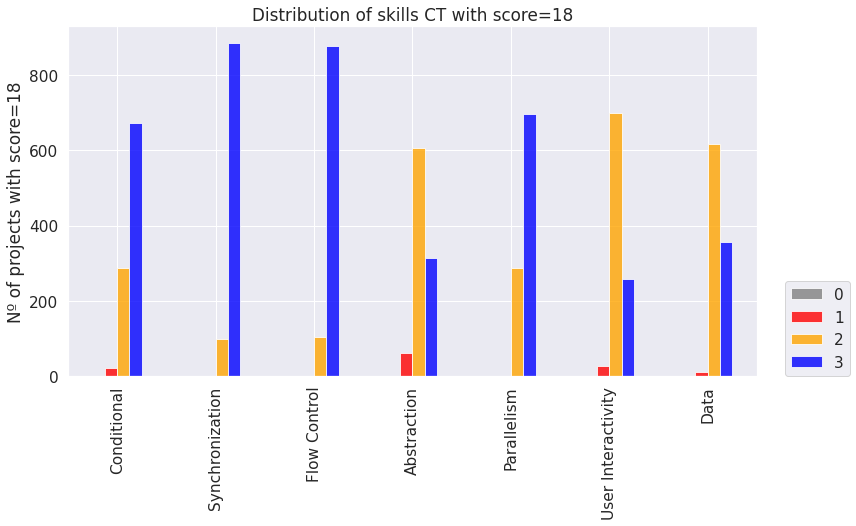 Distribution of skills CT with score=18
Nº of projects with score=18
800
600
400
200
0
Conditional
Synchronization
Flow Control
Abstraction
Parallelism
User Interactivity
Data
0
1
2
3